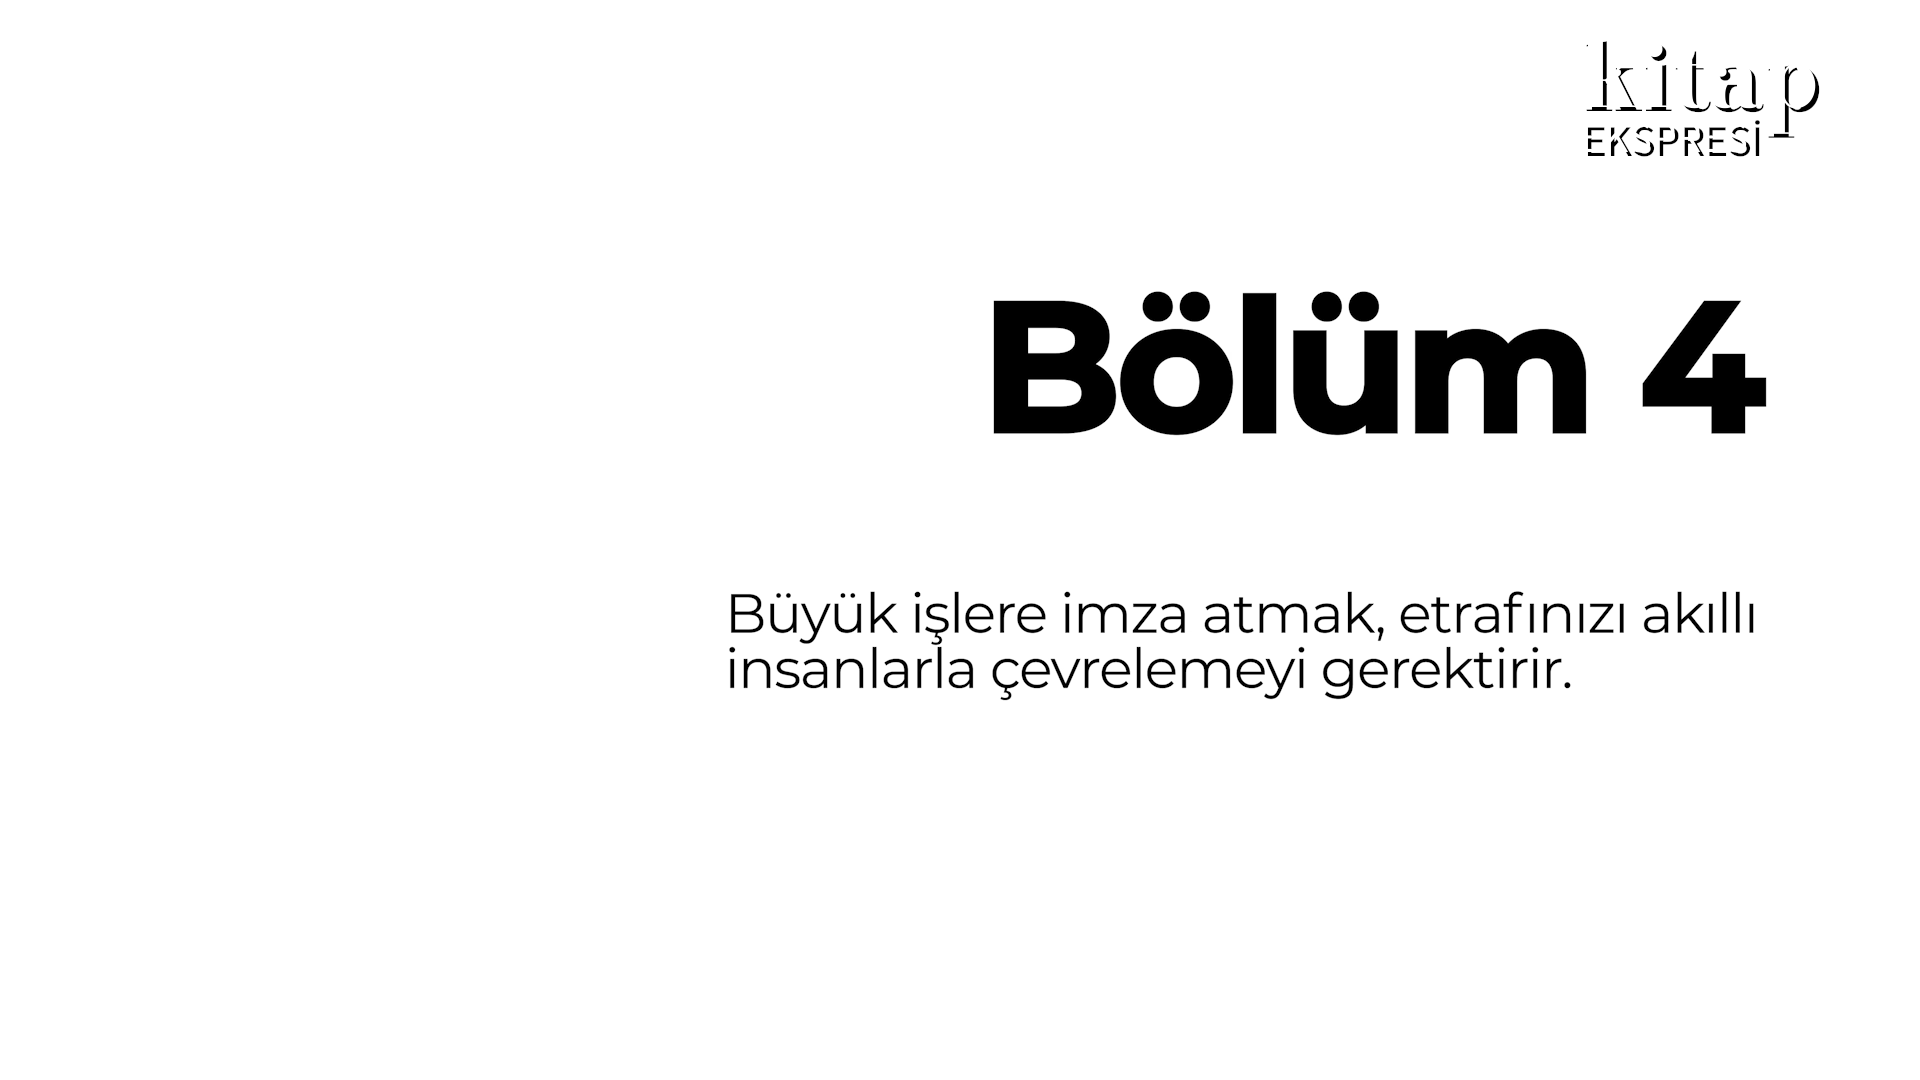 kitap
EKSPRESİ
Bölüm 4
Büyük işlere imza atmak, etrafınızı akıllı
insanlarla çevrelemeyi gerektirir.